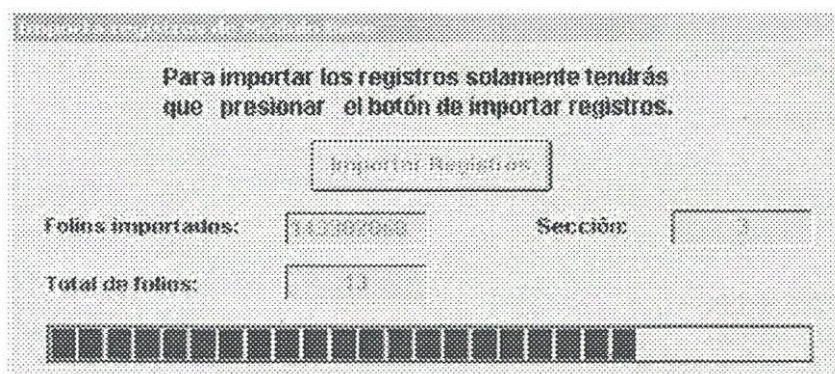 Para importar los registros solamente tendrás
que presionar el botón de importar registros.
Importar Registros
Folios importados: Sección: 3
Total de folios: 13